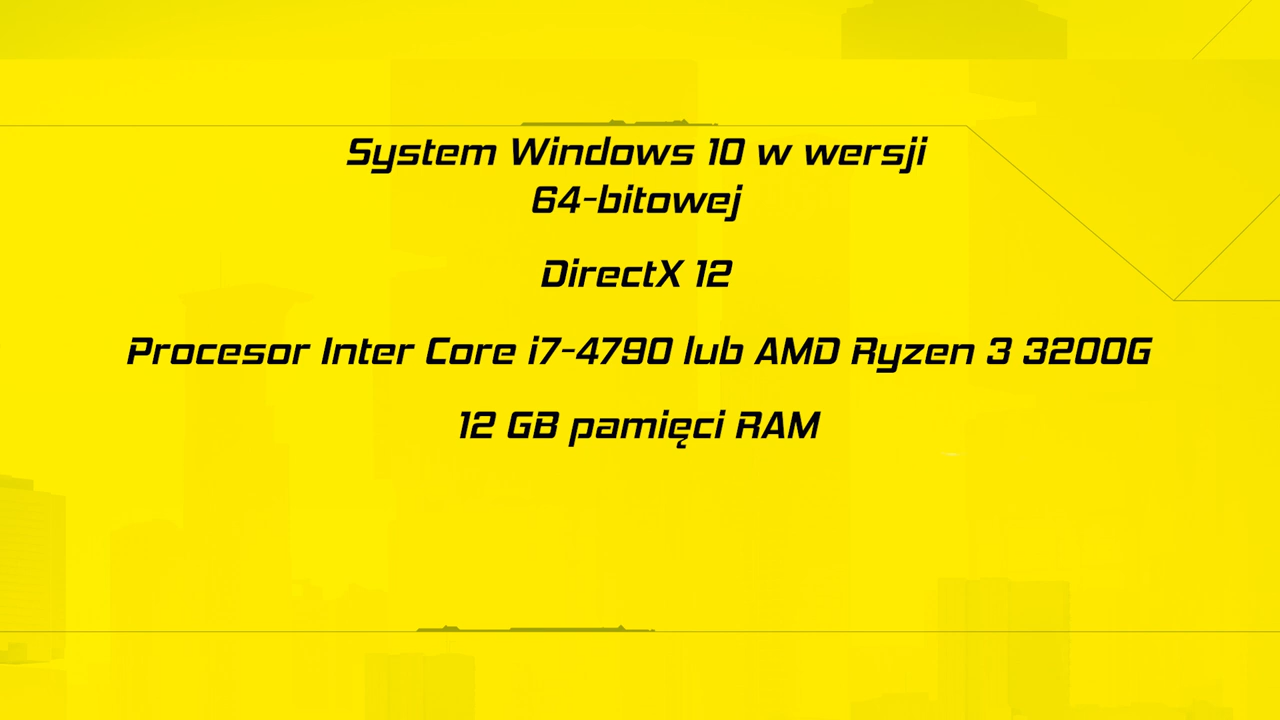 System Windows 10 w wersji
64-bitowej
DirectX 12
Procesor Inter Core i7-4790 lub AMD Ryzen 3 3200G
12 GB pamięci RAM